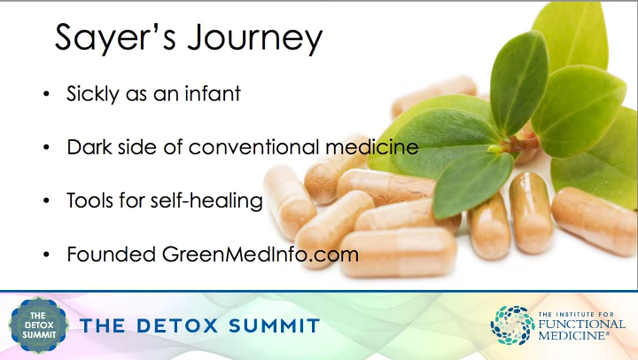 Sayer’s Journey
• Sickly as an infant
• Dark side of conventional medicine
• Tools for self-healing
• Founded GreenMedInfo.com
THE
DETOX
SUMMIT
THE DETOX SUMMIT
THE INSTITUTE FOR
FUNCTIONAL
MEDICINE®